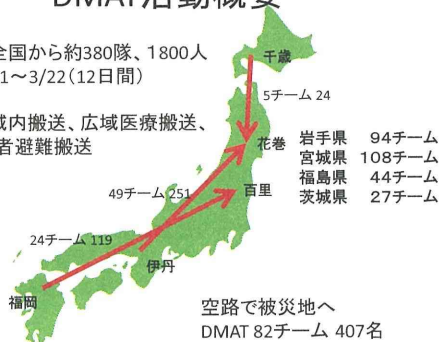 DMAT活動概要
全国から約380隊、1800人
1～3/22（12日間）
域内搬送、広域医療搬送、
者避難搬送
千歳
5チーム 24
花巻
岩手県 94チーム
宮城県 108チーム
福島県 44チーム
茨城県 27チーム
49チーム 251
百里
24チーム 119
伊丹
福岡
空路で被災地へ
DMAT 82チーム 407名